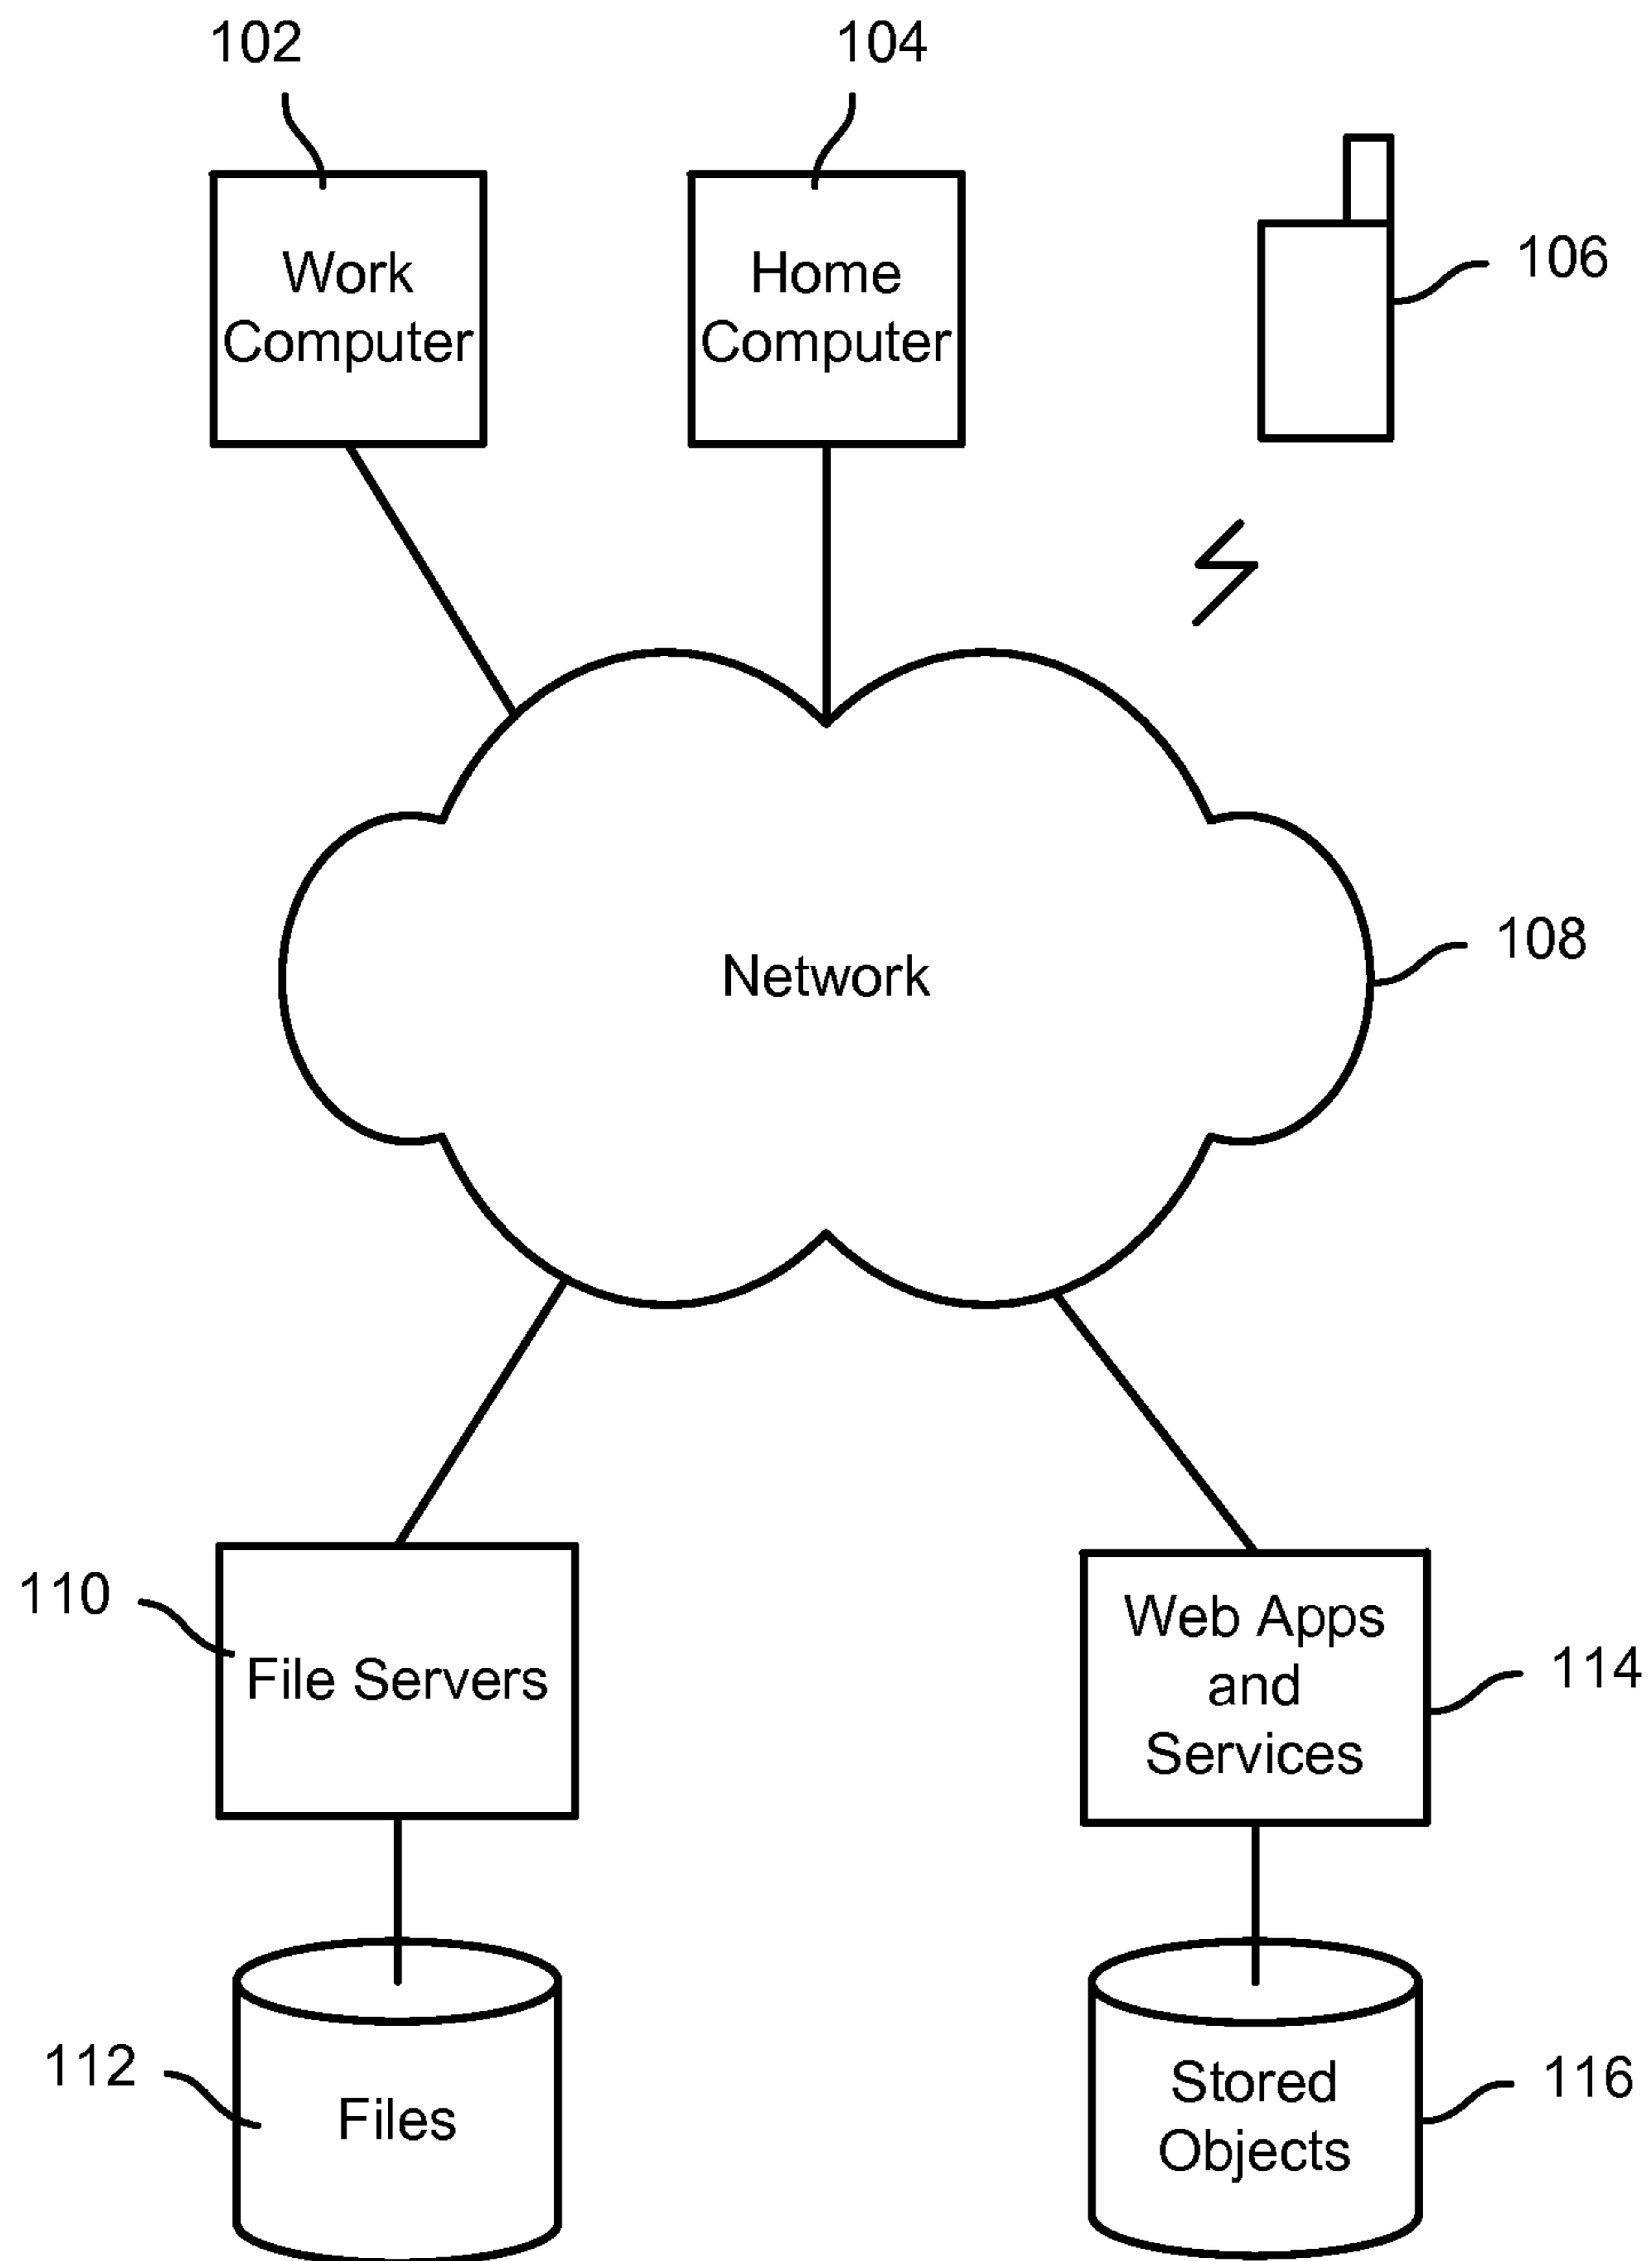 102
104
Work
Computer
Home
Computer
106
Network
108
110
File Servers
Web Apps
and
Services
114
112
Files
Stored
Objects
116